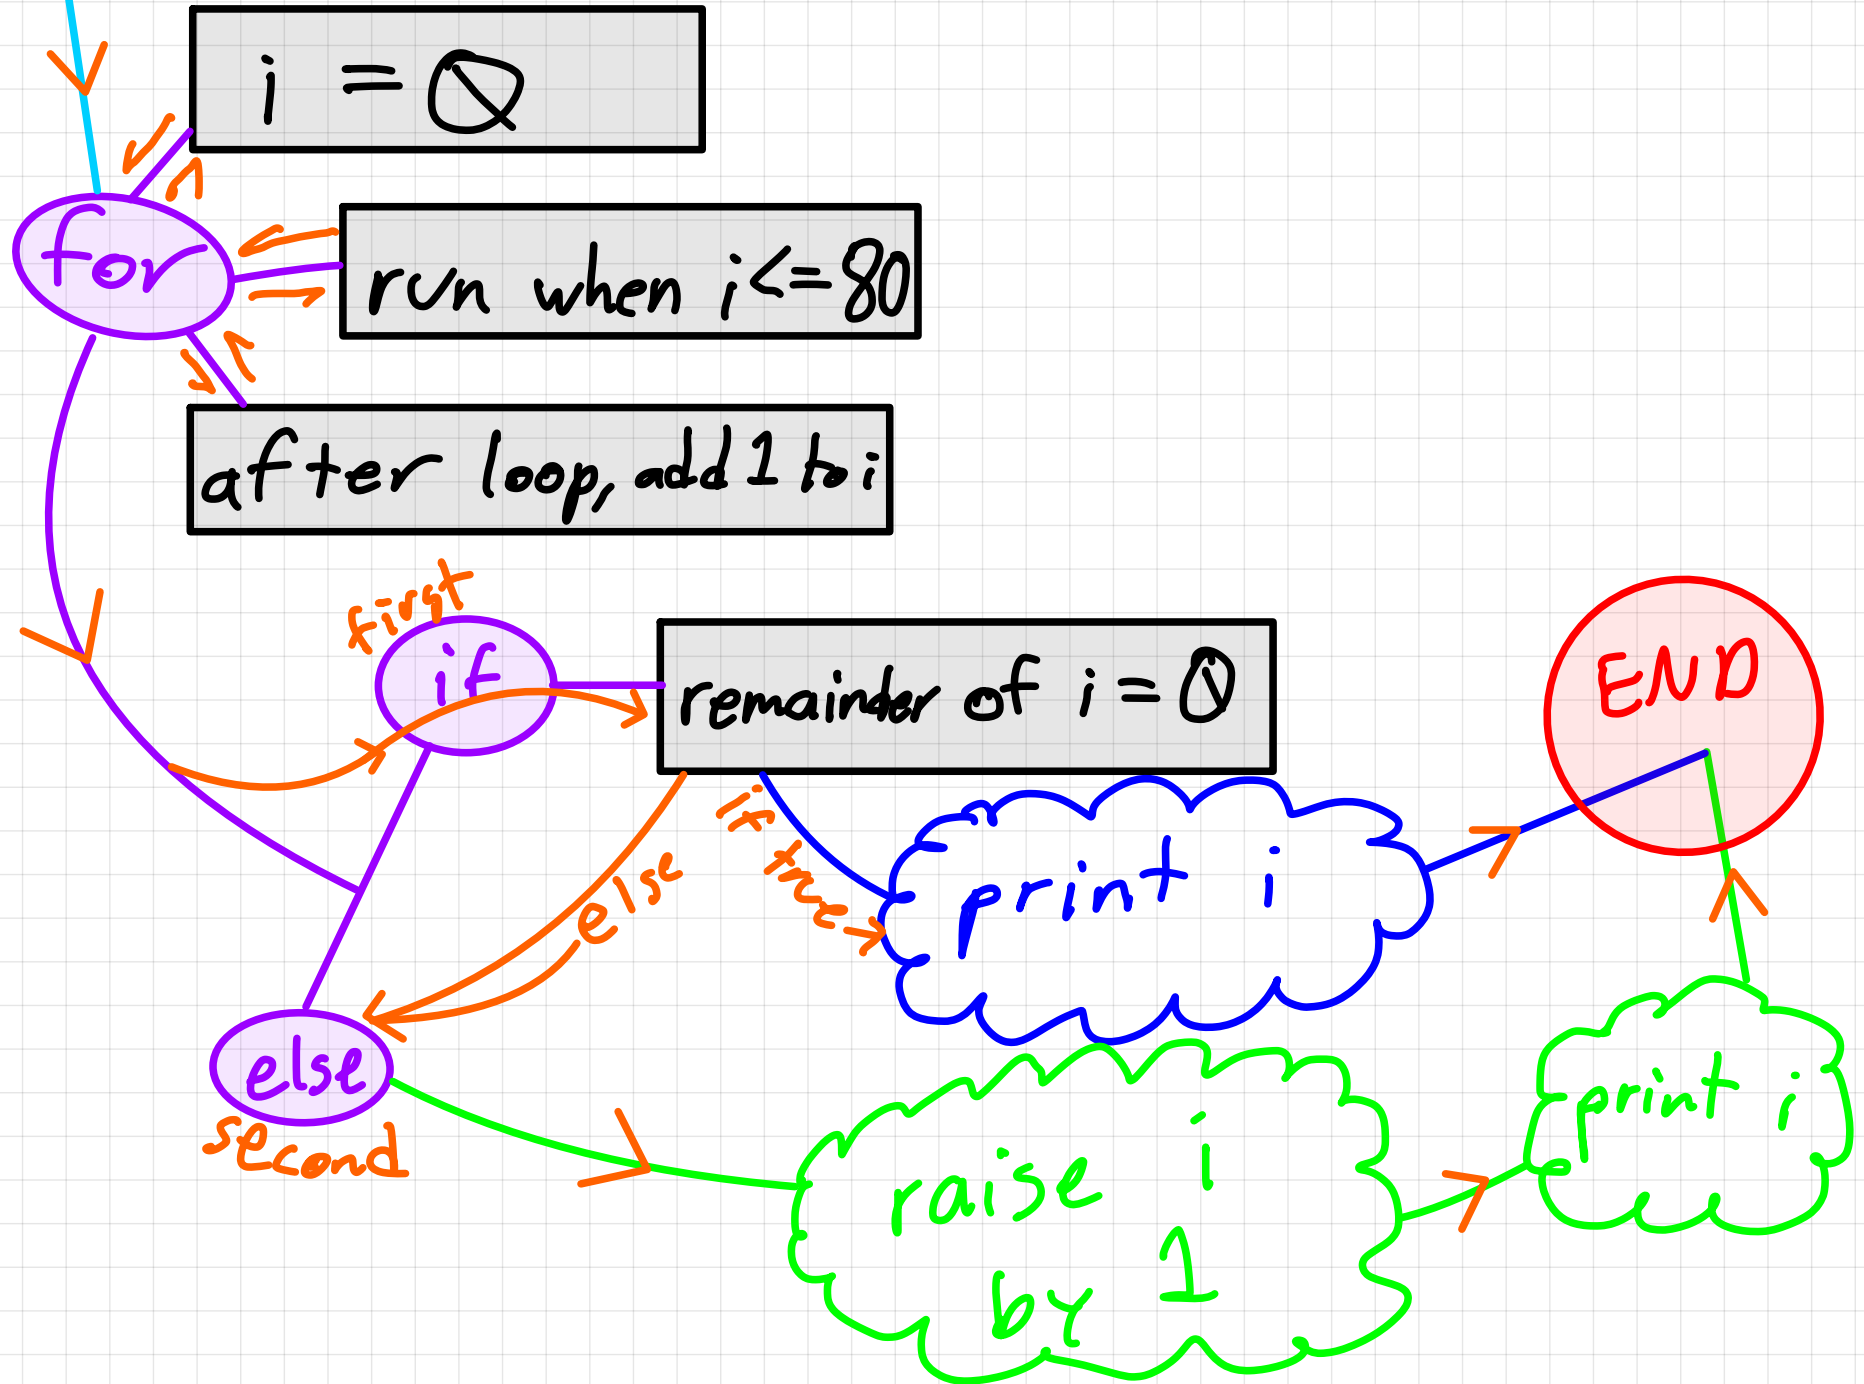 i = 0
for
run when i<=80
after loop, add 1 to i
first
if
remainder of i = 0
END
if true
else
print i
else
second
raise i
by 1
print i